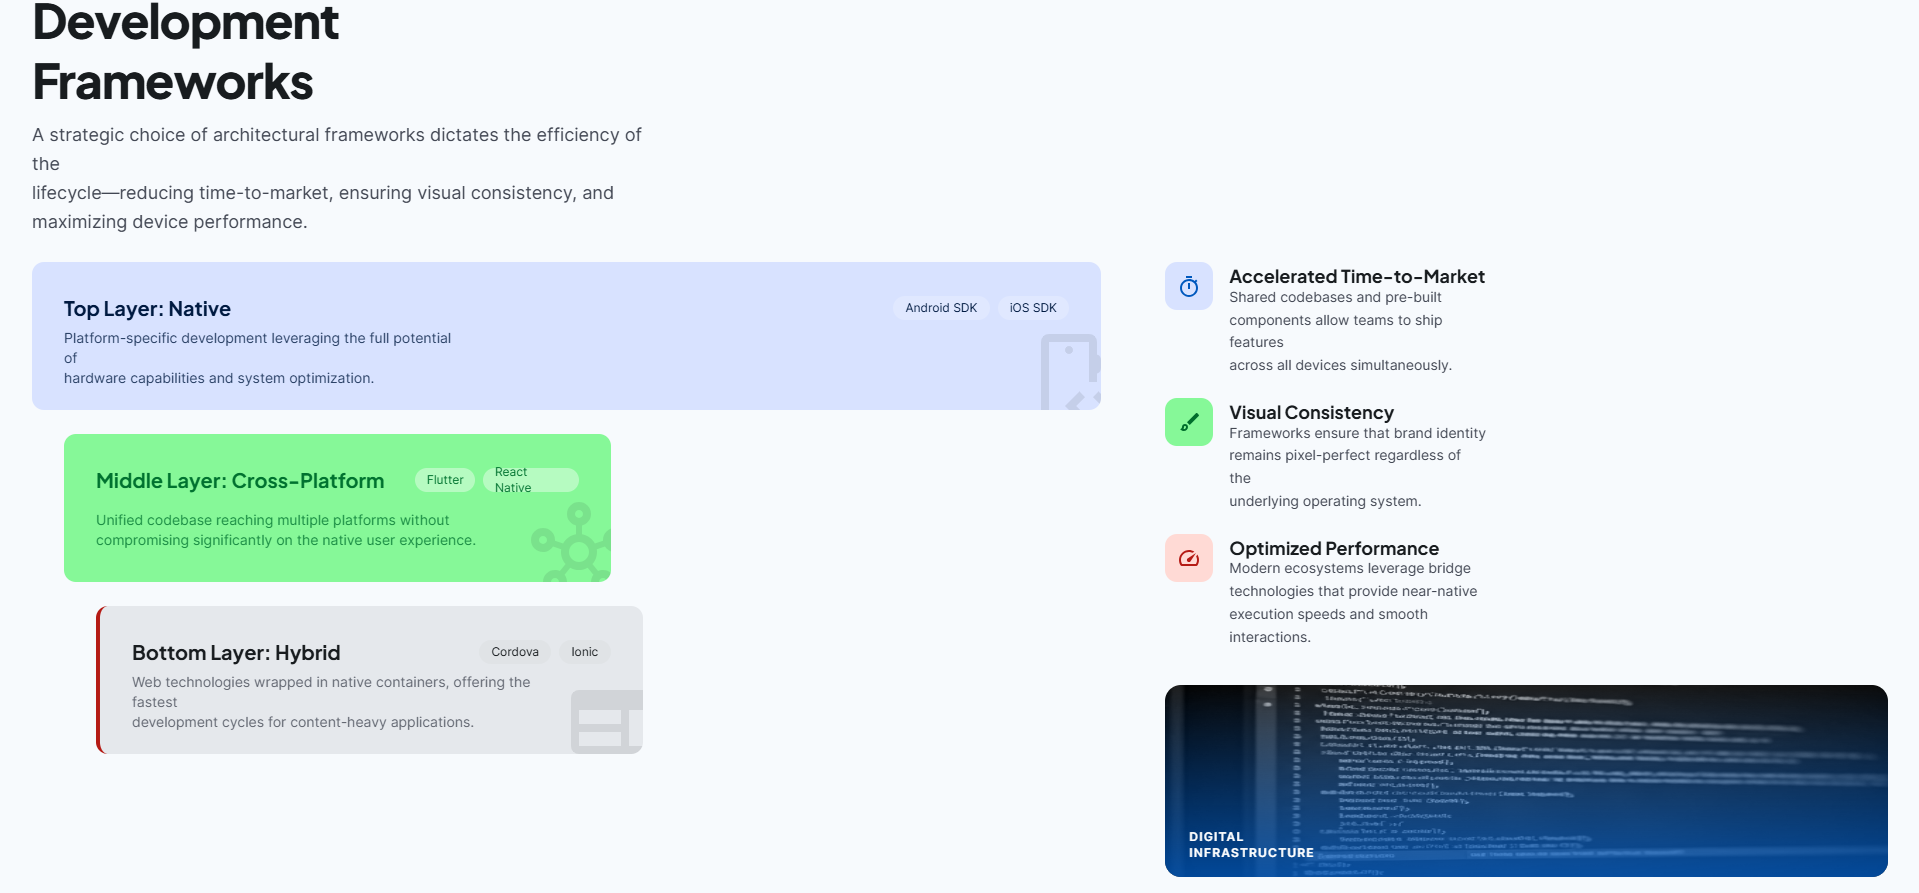 Development
Frameworks
A strategic choice of architectural frameworks dictates the efficiency of
the
lifecycle—reducing time-to-market, ensuring visual consistency, and
maximizing device performance.
Top Layer: Native
Android SDK
iOS SDK
Platform-specific development leveraging the full potential
of
hardware capabilities and system optimization.
Middle Layer: Cross-Platform
Flutter
React
Native
Unified codebase reaching multiple platforms without
compromising significantly on the native user experience.
Bottom Layer: Hybrid
Cordova
Ionic
Web technologies wrapped in native containers, offering the
fastest
development cycles for content-heavy applications.
Accelerated Time-to-Market
Shared codebases and pre-built
components allow teams to ship
features
across all devices simultaneously.
Visual Consistency
Frameworks ensure that brand identity
remains pixel-perfect regardless of
the
underlying operating system.
Optimized Performance
Modern ecosystems leverage bridge
technologies that provide near-native
execution speeds and smooth
interactions.
DIGITAL
INFRASTRUCTURE